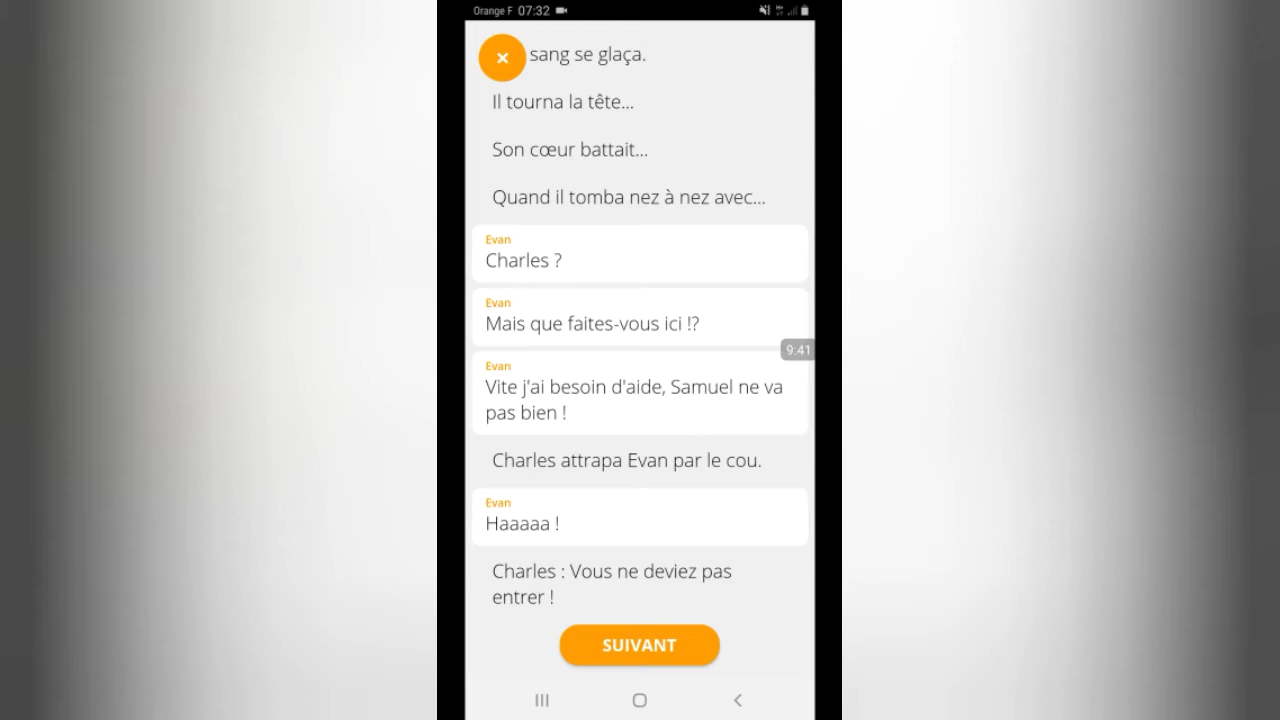 Orange F 07:32
sang se glaça.
Il tourna la tête...
Son cœur battait...
Quand il tomba nez à nez avec...
Evan
Charles ?
Evan
Mais que faites-vous ici !?
9:41
Evan
Vite j'ai besoin d'aide, Samuel ne va
pas bien !
Charles attrapa Evan par le cou.
Evan
Haaaaa !
Charles : Vous ne deviez pas
entrer !
SUIVANT